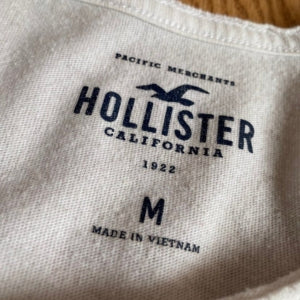 PACIFIC MERCHANTS
HOLLISTER
CALIFORNIA
1922
M
MADE IN VIETNAM